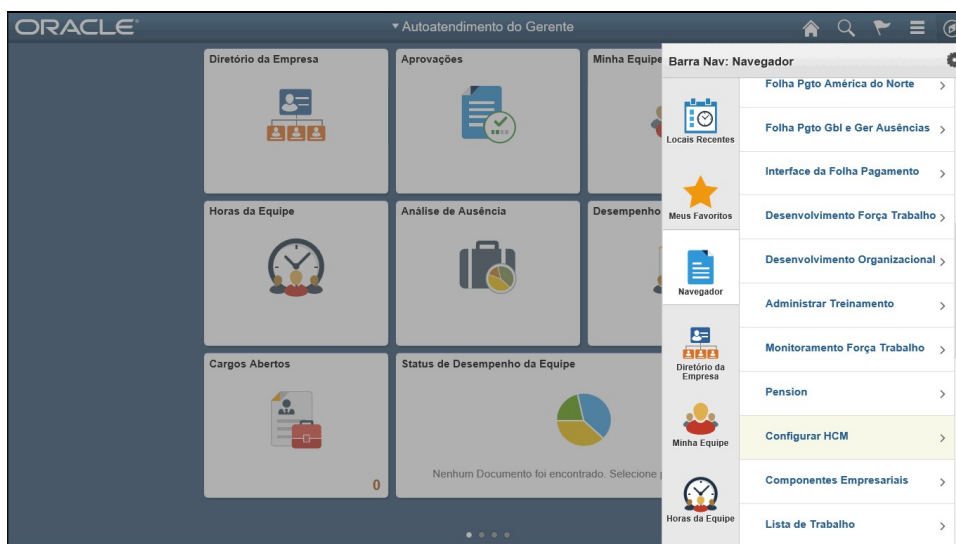 ORACLE
Autoatendimento do Gerente
Diretório da Empresa
Aprovações
Minha Equipe
Horas da Equipe
Análise de Ausência
Desempenho
Cargos Abertos
0
Status de Desempenho da Equipe
Nenhum Documento foi encontrado. Selecione
Barra Nav: Navegador
Locais Recentes
Meus Favoritos
Navegador
Diretório da
Empresa
Minha Equipe
Horas da Equipe
Folha Pgto América do Norte
Folha Pgto Gbl e Ger Ausências
Interface da Folha Pagamento
Desenvolvimento Força Trabalho
Desenvolvimento Organizacional
Administrar Treinamento
Monitoramento Força Trabalho
Pension
Configurar HCM
Componentes Empresariais
Lista de Trabalho